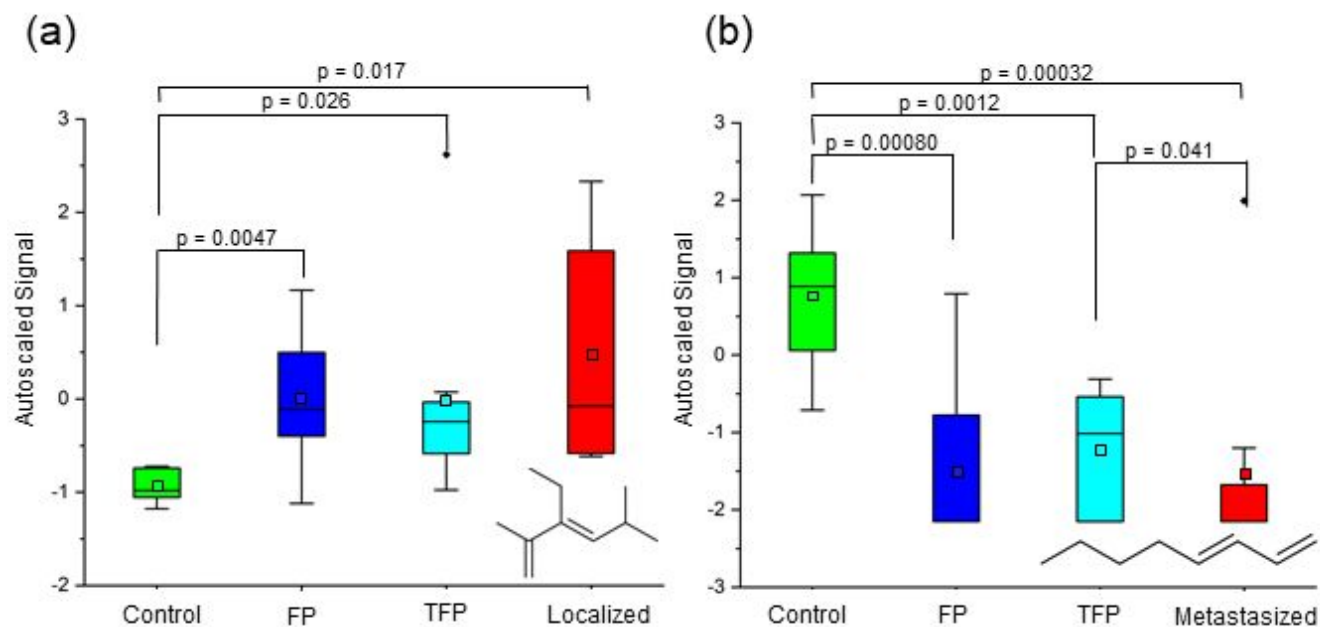 (a)
p = 0.017
p = 0.026
p = 0.0047
Autoscaled Signal
3
2
1
0
-1
-2
Control FP TFP Localized
(b)
p = 0.00032
p = 0.0012
p = 0.00080
p = 0.041
Autoscaled Signal
3
2
1
0
-1
-2
-3
Control FP TFP Metastasized